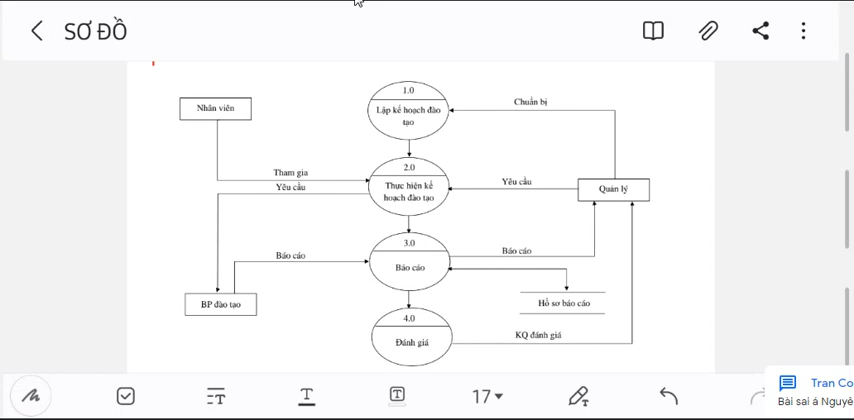 SƠ ĐỒ
1.0
Lập kế hoạch đào
tạo
Nhân viên
Chuẩn bị
2.0
Thực hiện kế
hoạch đào tạo
Tham gia
Yêu cầu
Yêu cầu
Quản lý
3.0
Báo cáo
Báo cáo
Báo cáo
BP đào tạo
Hồ sơ báo cáo
4.0
Đánh giá
KQ đánh giá
17
T
T
Tran Co
Bài sai á Nguyê